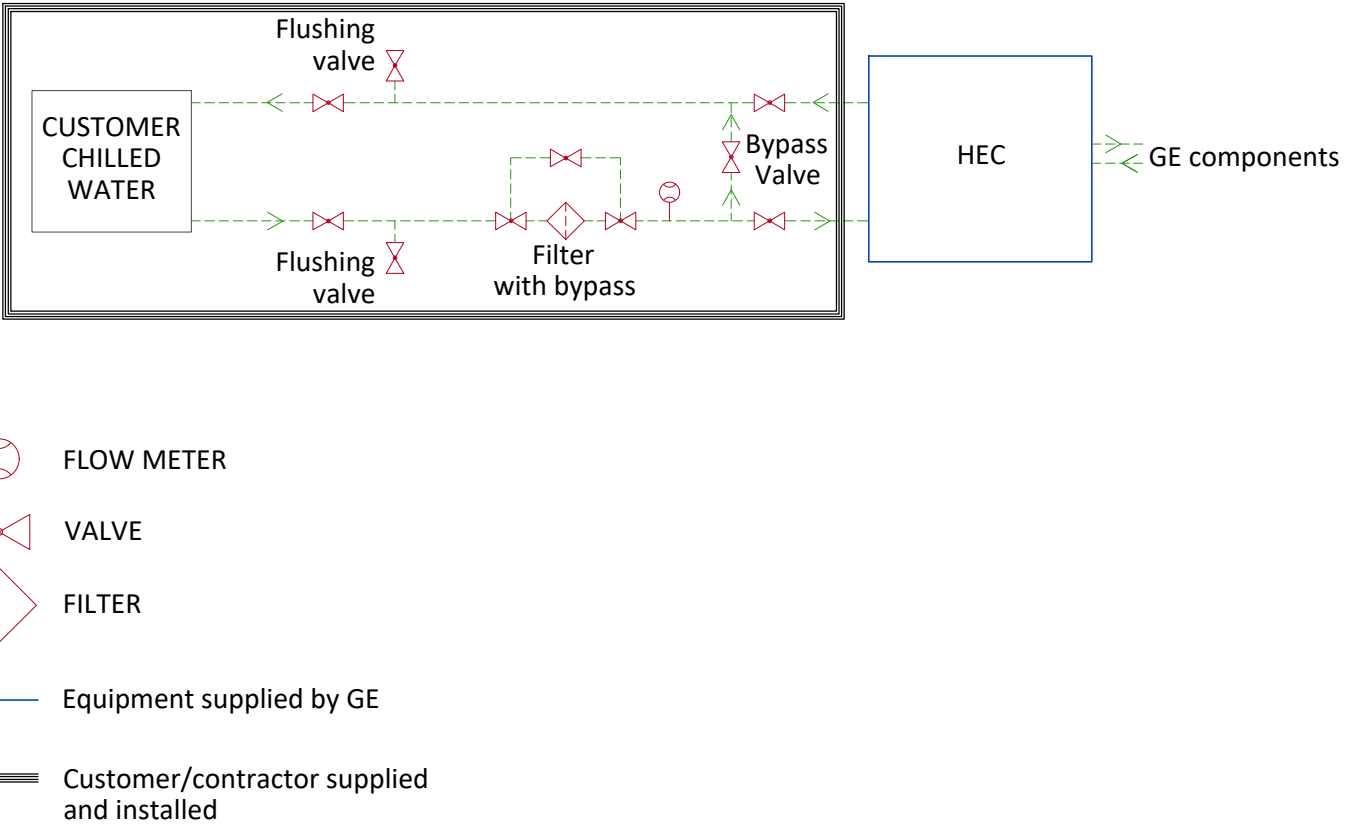 Flushing
valve
CUSTOMER
CHILLED
WATER
Bypass
Valve
HEC
GE components
Flushing
valve
Filter
with bypass
FLOW METER
VALVE
FILTER
Equipment supplied by GE
Customer/contractor supplied
and installed